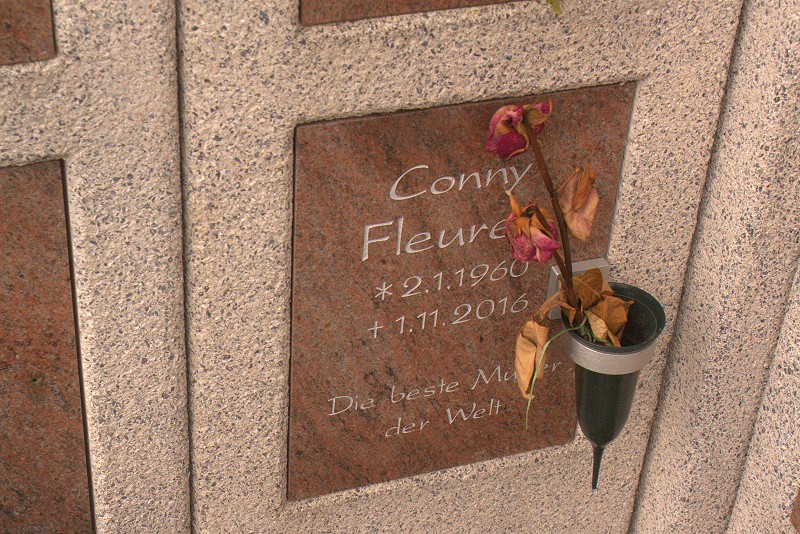 Conny
* 2.1.1960
+ 1.11.2016
Die beste
der Welt